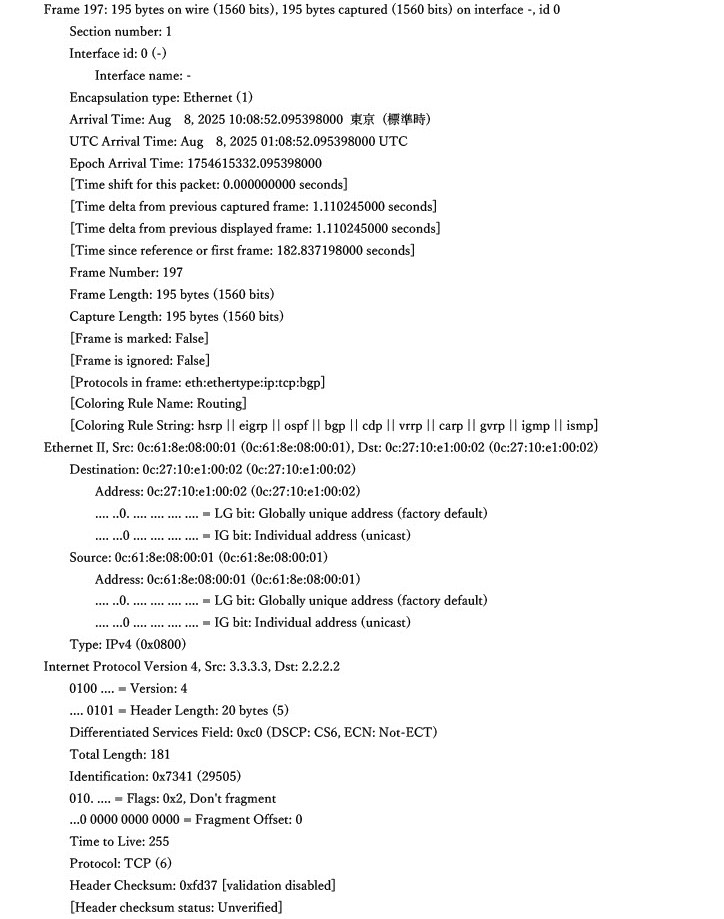 Frame 197: 195 bytes on wire (1560 bits), 195 bytes captured (1560 bits) on interface -, id 0
Section number: 1
Interface id: 0 (-)
Interface name: -
Encapsulation type: Ethernet (1)
Arrival Time: Aug  8, 2025 10:08:52.095398000 東京 (標準時)
UTC Arrival Time: Aug  8, 2025 01:08:52.095398000 UTC
Epoch Arrival Time: 1754615332.095398000
[Time shift for this packet: 0.000000000 seconds]
[Time delta from previous captured frame: 1.110245000 seconds]
[Time delta from previous displayed frame: 1.110245000 seconds]
[Time since reference or first frame: 182.837198000 seconds]
Frame Number: 197
Frame Length: 195 bytes (1560 bits)
Capture Length: 195 bytes (1560 bits)
[Frame is marked: False]
[Frame is ignored: False]
[Protocols in frame: eth:ethertype:ip:tcp:bgp]
[Coloring Rule Name: Routing]
[Coloring Rule String: hsrp || eigrp || ospf || bgp || cdp || vrrp || carp || gvrp || igmp || ismp]
Ethernet II, Src: 0c:61:8e:08:00:01 (0c:61:8e:08:00:01), Dst: 0c:27:10:e1:00:02 (0c:27:10:e1:00:02)
Destination: 0c:27:10:e1:00:02 (0c:27:10:e1:00:02)
Address: 0c:27:10:e1:00:02 (0c:27:10:e1:00:02)
.... ..0. .... .... .... .... = LG bit: Globally unique address (factory default)
.... ...0 .... .... .... .... = IG bit: Individual address (unicast)
Source: 0c:61:8e:08:00:01 (0c:61:8e:08:00:01)
Address: 0c:61:8e:08:00:01 (0c:61:8e:08:00:01)
.... ..0. .... .... .... .... = LG bit: Globally unique address (factory default)
.... ...0 .... .... .... .... = IG bit: Individual address (unicast)
Type: IPv4 (0x0800)
Internet Protocol Version 4, Src: 3.3.3.3, Dst: 2.2.2.2
0100 .... = Version: 4
.... 0101 = Header Length: 20 bytes (5)
Differentiated Services Field: 0xc0 (DSCP: CS6, ECN: Not-ECT)
Total Length: 181
Identification: 0x7341 (29505)
010. .... = Flags: 0x2, Don't fragment
...0 0000 0000 0000 = Fragment Offset: 0
Time to Live: 255
Protocol: TCP (6)
Header Checksum: 0xfd37 [validation disabled]
[Header checksum status: Unverified]